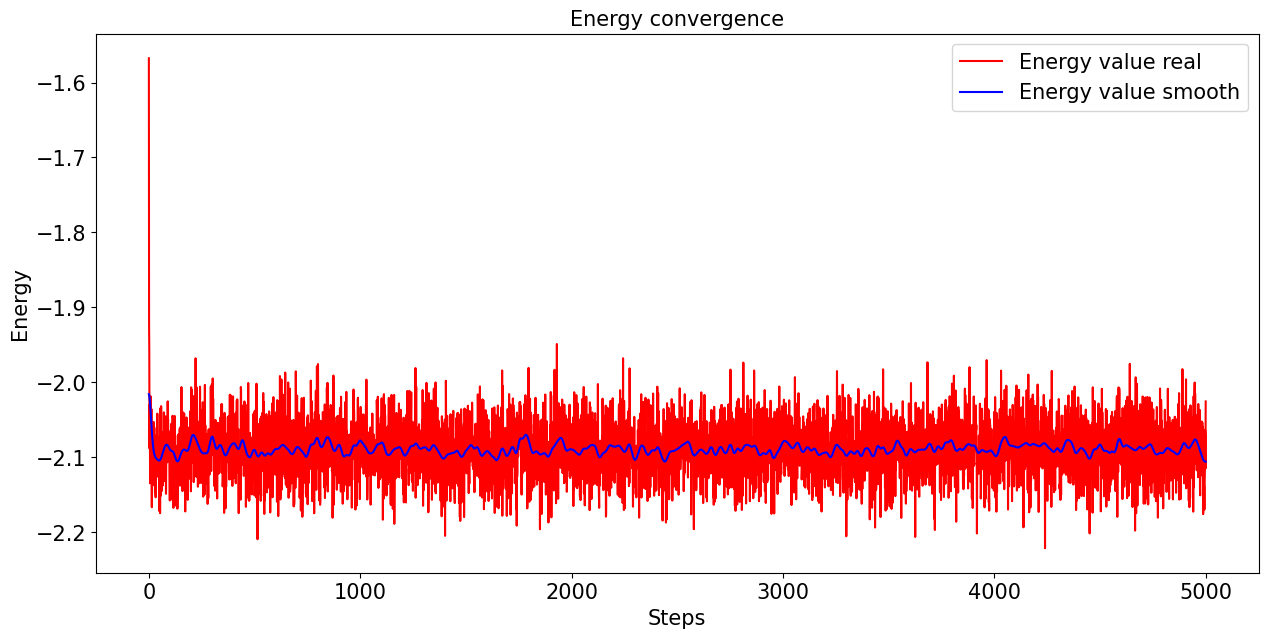 Energy convergence
Energy value real
Energy value smooth
−1.6
−1.7
−1.8
−1.9
−2.0
−2.1
−2.2
Energy
0 1000 2000 3000 4000 5000
Steps